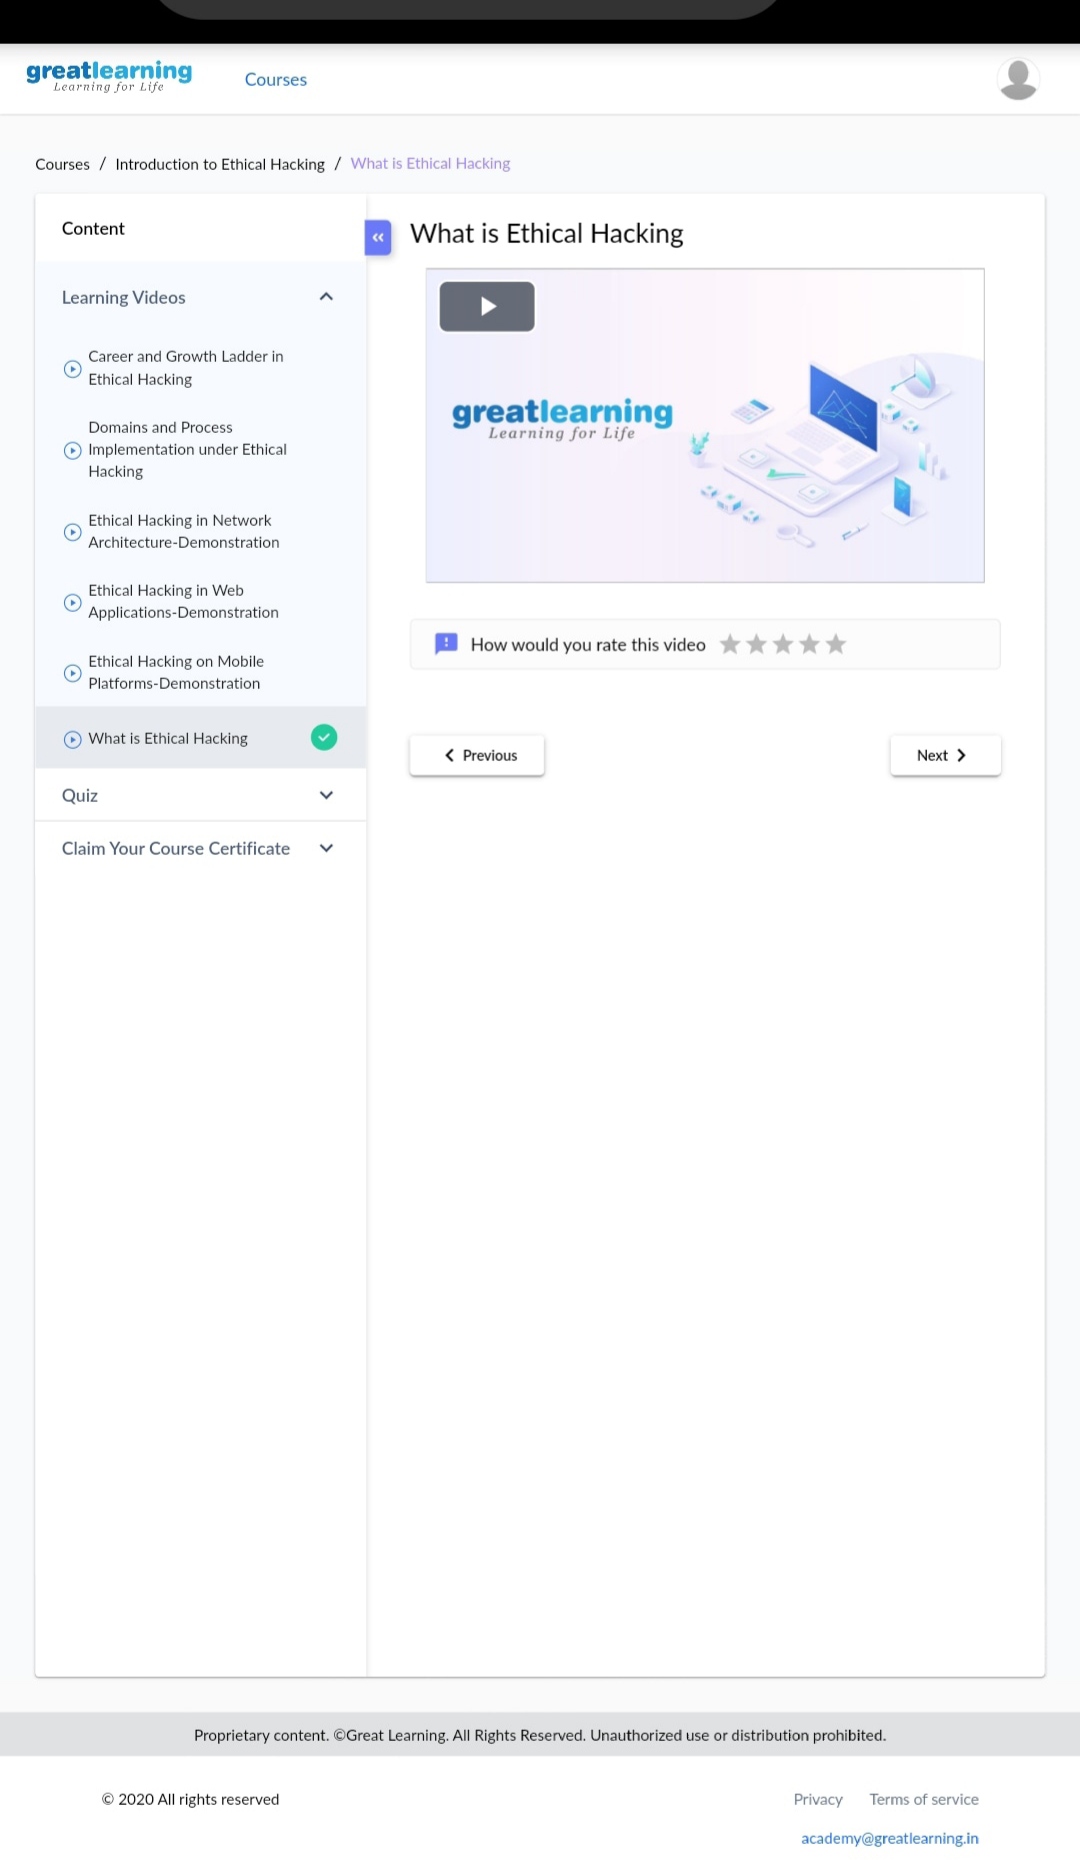 greatlearning
Learning for Life
Courses
Courses / Introduction to Ethical Hacking / What is Ethical Hacking
Content
Learning Videos
Career and Growth Ladder in
Ethical Hacking
Domains and Process
Implementation under Ethical
Hacking
Ethical Hacking in Network
Architecture-Demonstration
Ethical Hacking in Web
Applications-Demonstration
Ethical Hacking on Mobile
Platforms-Demonstration
What is Ethical Hacking
Quiz
Claim Your Course Certificate
What is Ethical Hacking
greatlearning
Learning for Life
How would you rate this video
Previous
Next
Proprietary content. ©Great Learning. All Rights Reserved. Unauthorized use or distribution prohibited.
© 2020 All rights reserved
Privacy Terms of service
academy@greatlearning.in